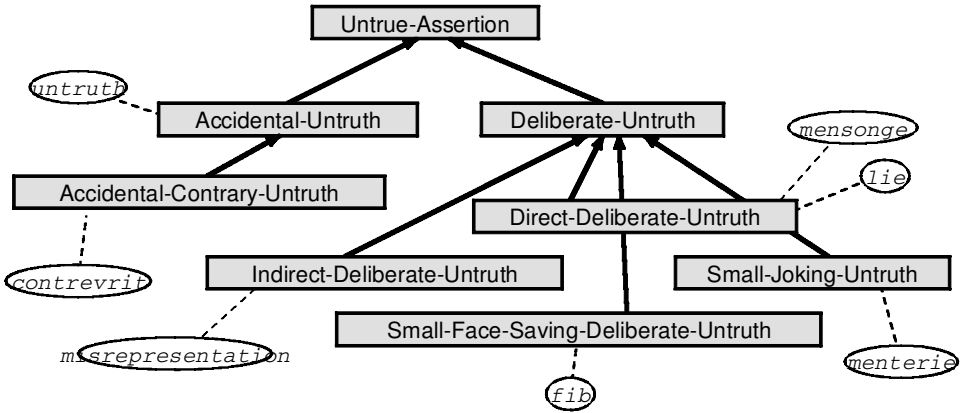 Untrue-Assertion
untruth
Accidental-Untruth
Deliberate-Untruth
mensonge
lie
Accidental-Contrary-Untruth
Direct-Deliberate-Untruth
contrevrit
Indirect-Deliberate-Untruth
Small-Joking-Untruth
misrepresentation
Small-Face-Saving-Deliberate-Untruth
menterie
fib